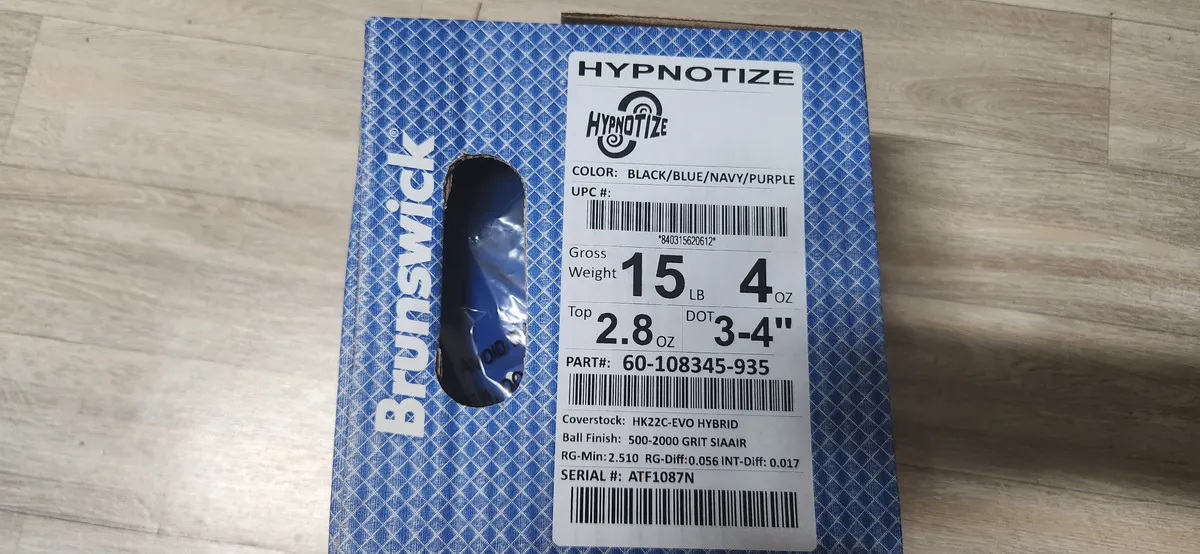 Brunswick®
HYPNOTIZE
HYPNOTIZE
COLOR: BLACK/BLUE/NAVY/PURPLE
UPC #:
*840315620612*
Gross Weight 15 LB 4 OZ
Top 2.8 OZ DOT 3-4"
PART#: 60-108345-935
Coverstock: HK22C-EVO HYBRID
Ball Finish: 500-2000 GRIT SIAAIR
RG-Min: 2.510 RG-Diff: 0.056 INT-Diff: 0.017
SERIAL #: ATF1087N